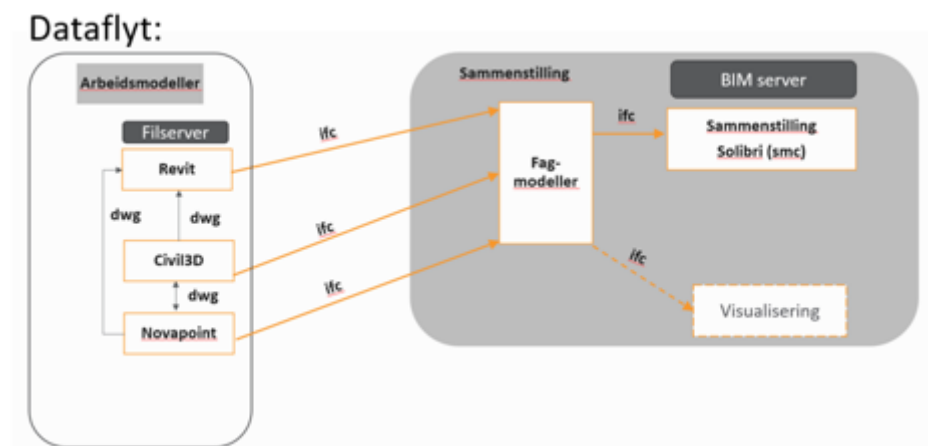 Dataflyt:
Arbeidsmodeller
Filserver
Revit
dwg
dwg
Civil3D
dwg
Novapoint
ifc
ifc
ifc
Sammenstilling
Fag-
modeller
ifc
ifc
BIM server
Sammenstilling
Solibri (smc)
Visualisering